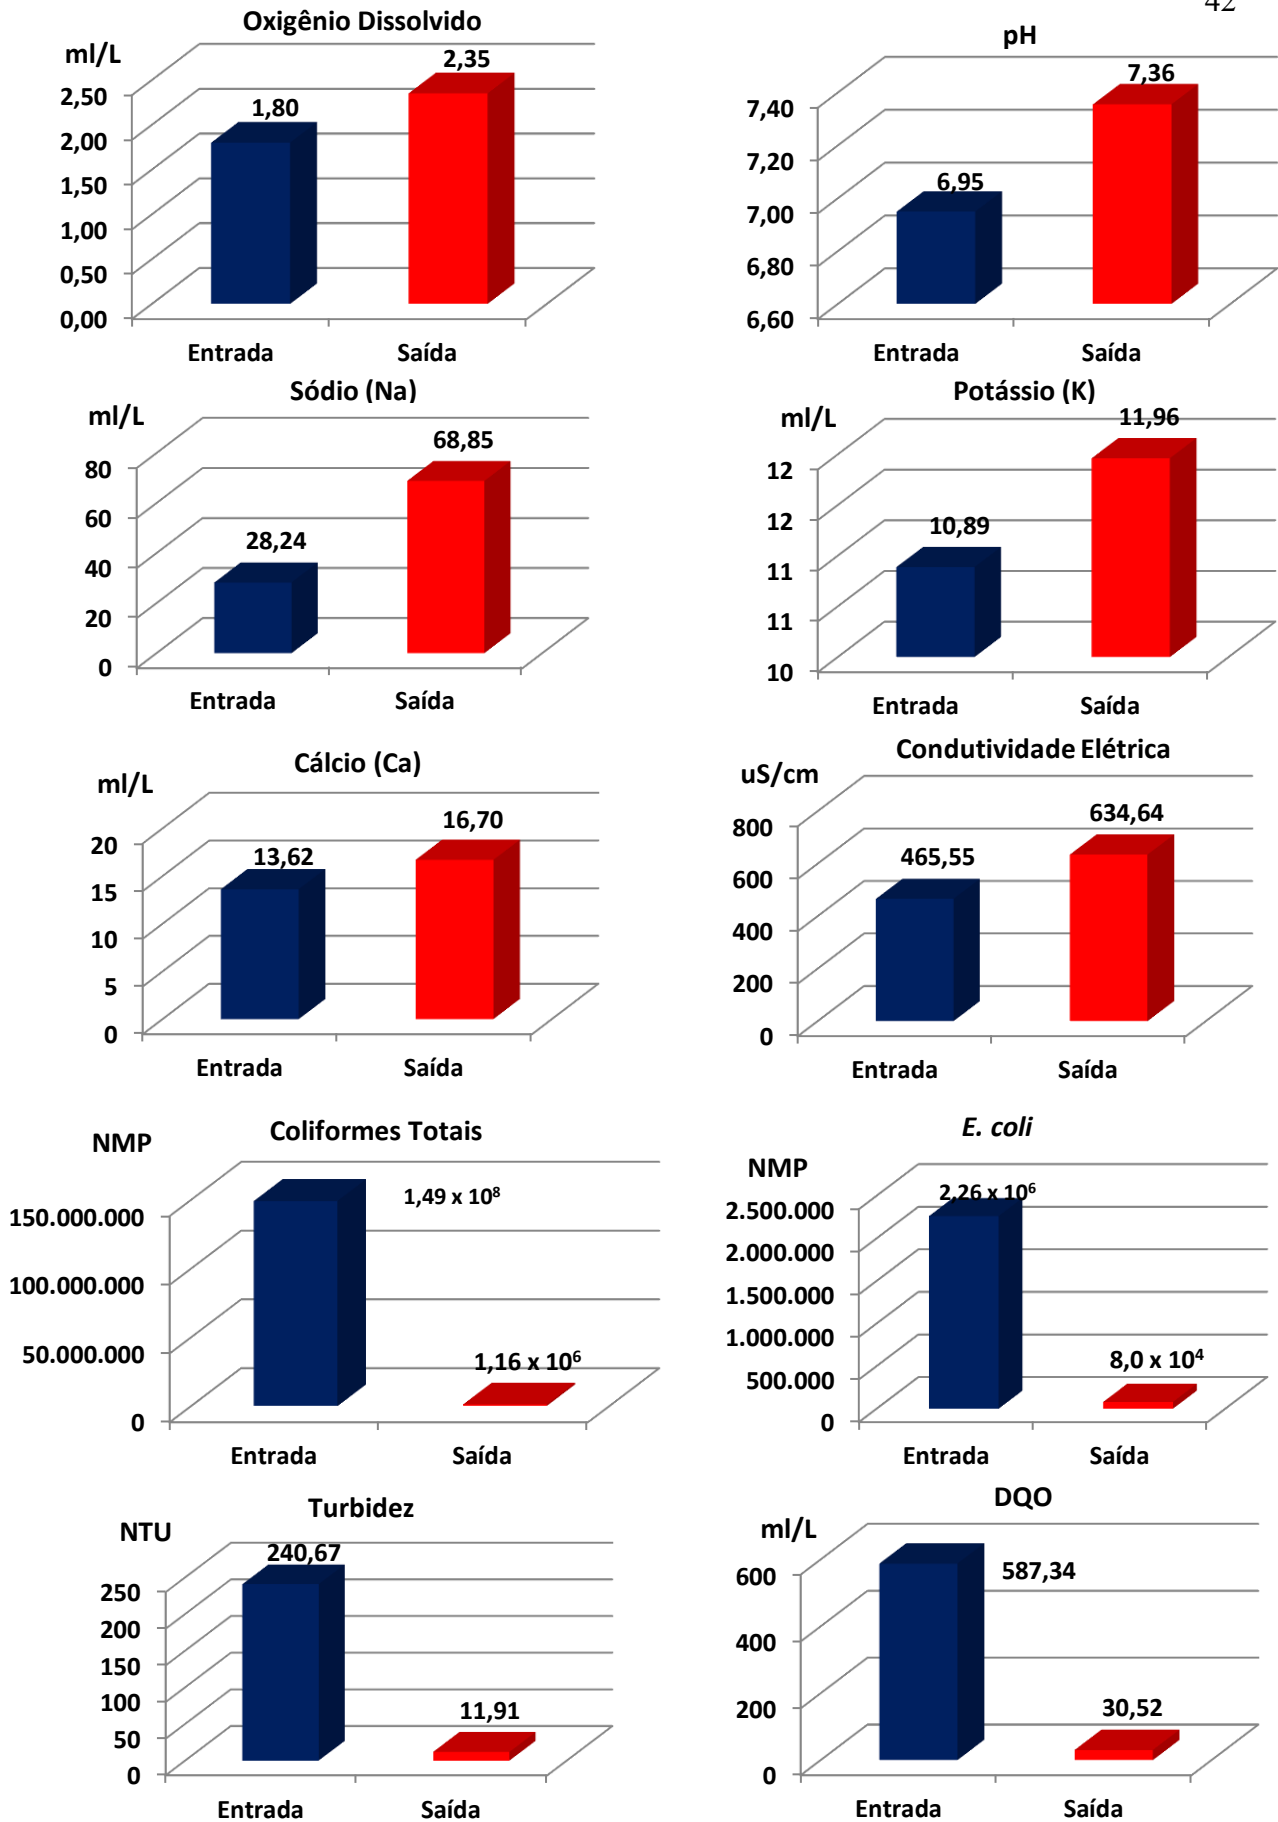 42
Oxigênio Dissolvido
ml/L
2,50
2,00
1,50
1,00
0,50
0,00
1,80
2,35
Entrada
Saída
pH
7,40
7,20
7,00
6,80
6,60
6,95
7,36
Entrada
Saída
Sódio (Na)
ml/L
80
60
40
20
0
28,24
68,85
Entrada
Saída
Potássio (K)
ml/L
12
12
11
11
10
10,89
11,96
Entrada
Saída
Cálcio (Ca)
ml/L
20
15
10
5
0
13,62
16,70
Entrada
Saída
Condutividade Elétrica
uS/cm
800
600
400
200
0
465,55
634,64
Entrada
Saída
Coliformes Totais
NMP
150.000.000
100.000.000
50.000.000
0
1,49 x 10⁸
1,16 x 10⁶
Entrada
Saída
E. coli
NMP
2.500.000
2.000.000
1.500.000
1.000.000
500.000
0
2,26 x 10⁶
8,0 x 10⁴
Entrada
Saída
Turbidez
NTU
250
200
150
100
50
0
240,67
11,91
Entrada
Saída
DQO
ml/L
600
400
200
0
587,34
30,52
Entrada
Saída